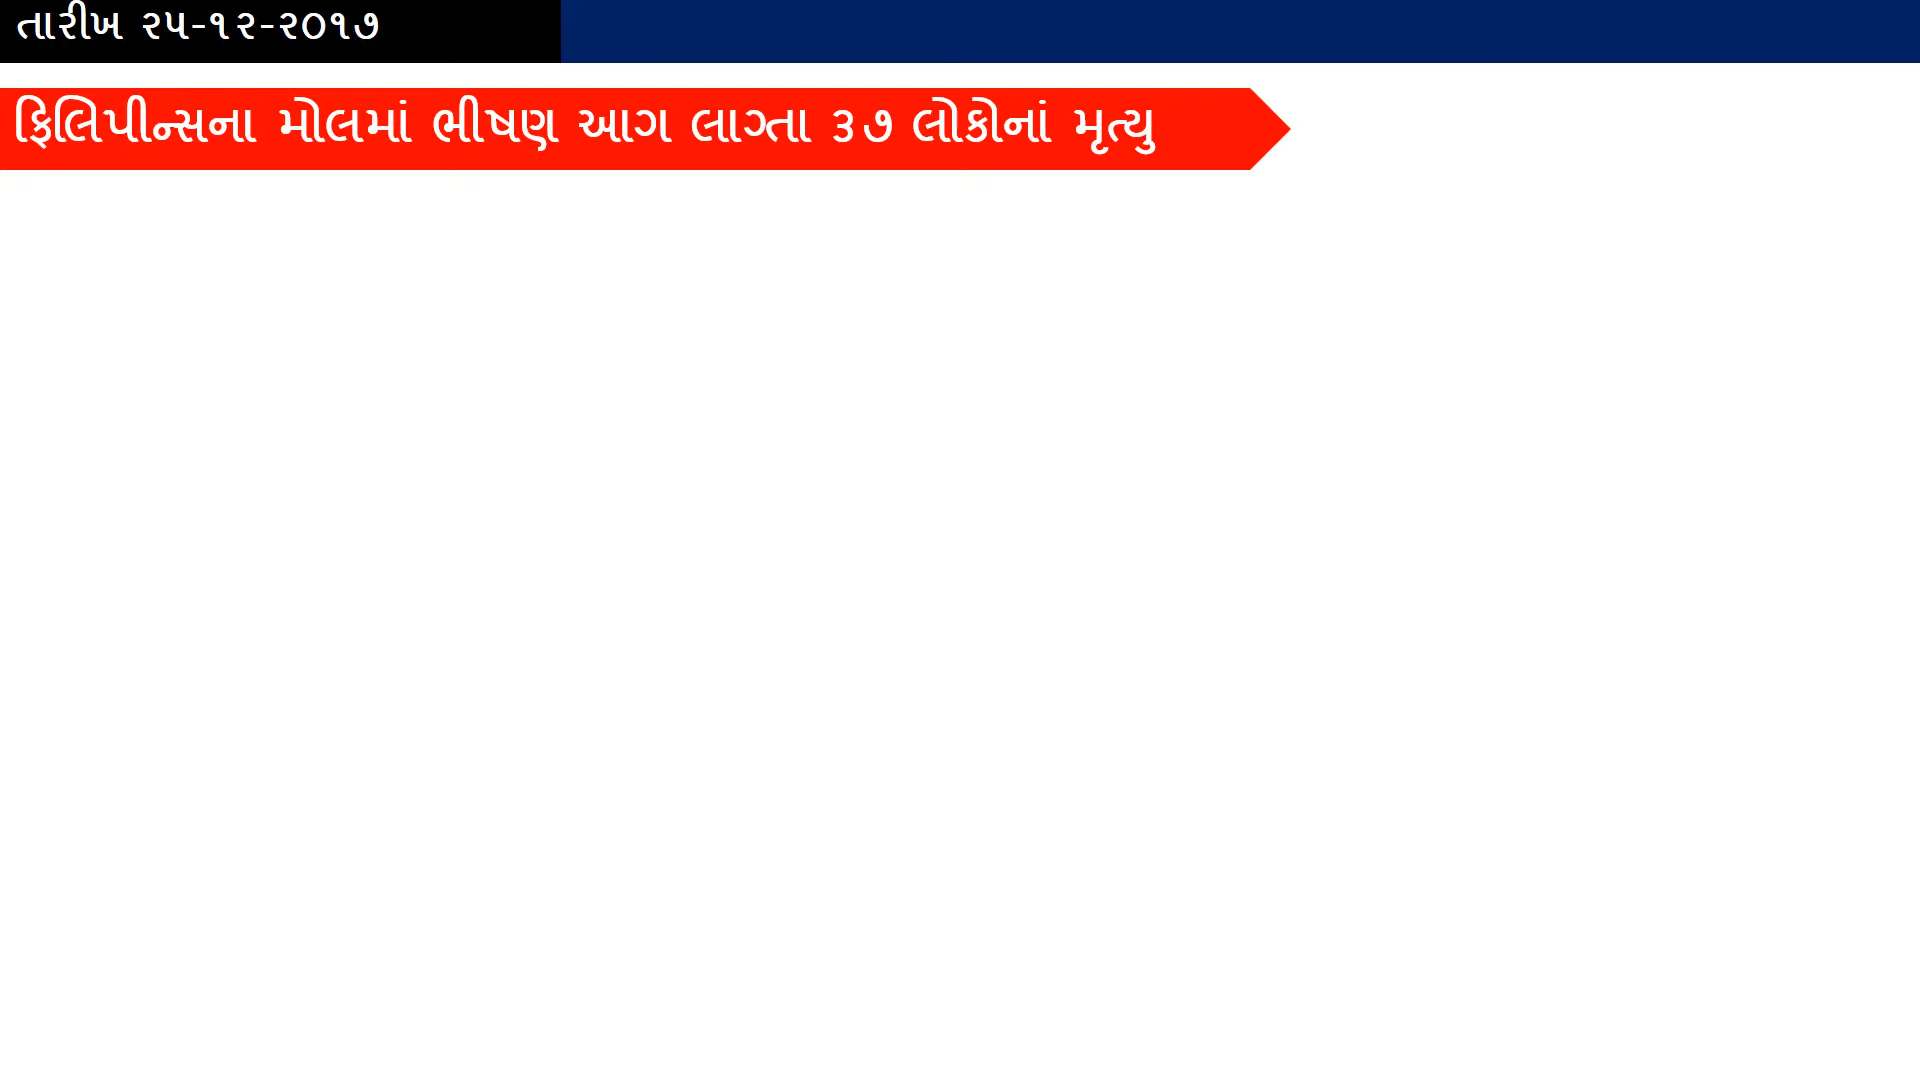 તારીખ ૨૫-૧૨-૨૦૧૭
ફિલિપીન્સના મોલમાં ભીષણ આગ લાગ્તા ૩૭ લોકોનાં મૃત્યુ